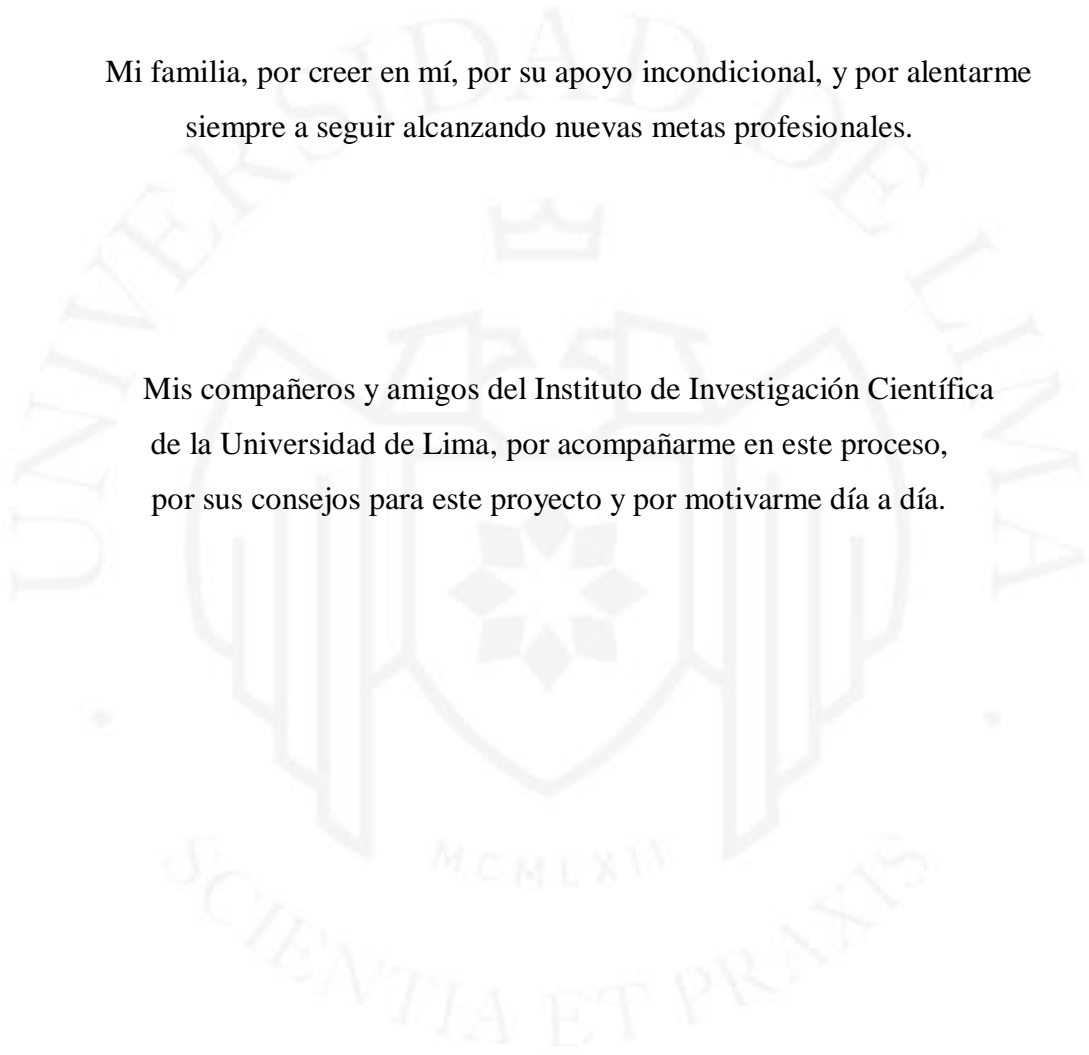 Mi familia, por creer en mí, por su apoyo incondicional, y por alentarme
siempre a seguir alcanzando nuevas metas profesionales.
Mis compañeros y amigos del Instituto de Investigación Científica
de la Universidad de Lima, por acompañarme en este proceso,
por sus consejos para este proyecto y por motivarme día a día.
UNIVERSIDAD DE LIMA
MCMLXII
SCIENTIA ET PRAXIS